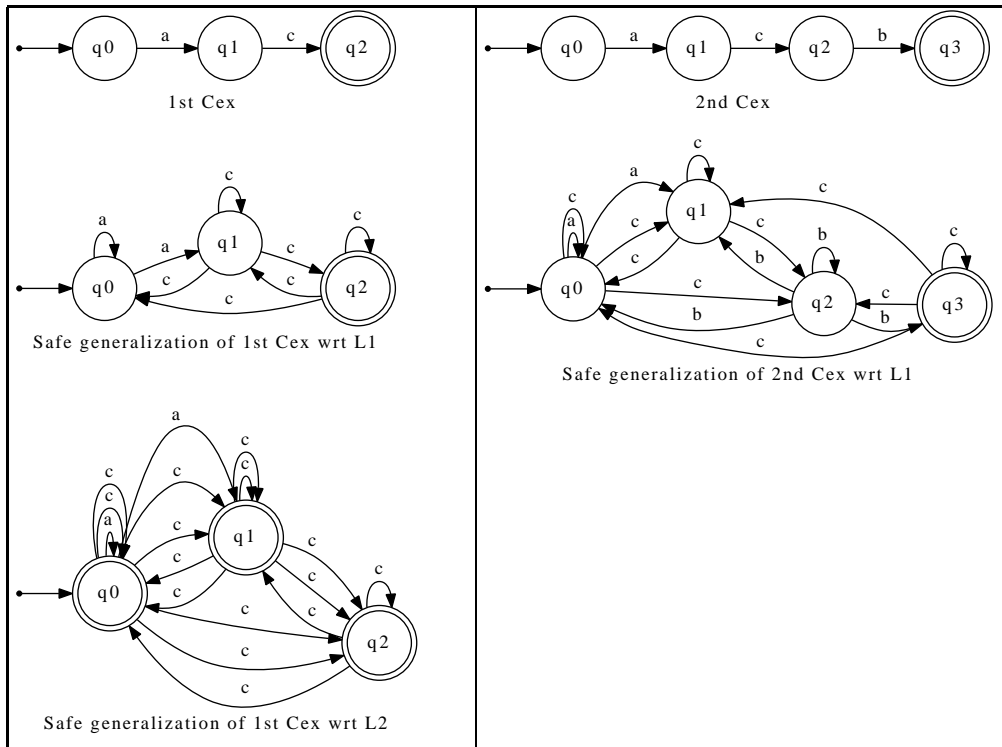 q0 a q1 c q2
1st Cex
c
a c
q1
a c
q0 c c q2
c
Safe generalization of 1st Cex wrt L1
a
c c
c c c
a q1
c c
q0 c c c c
c c q2
c
c
Safe generalization of 1st Cex wrt L2
q0 a q1 c q2 b q3
2nd Cex
c
a c
c q1
a c c b c
q0 c b q2 c q3
b b
c
Safe generalization of 2nd Cex wrt L1